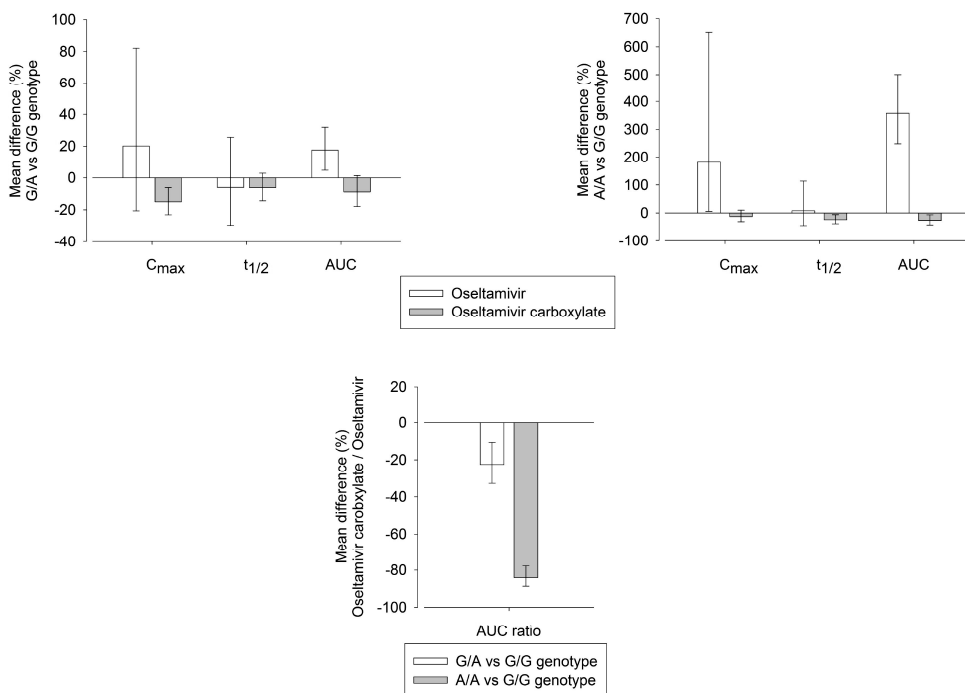 Mean difference (%)
G/A vs G/G genotype
100
80
60
40
20
0
-20
-40
Cmax
t1/2
AUC
Mean difference (%)
A/A vs G/G genotype
700
600
500
400
300
200
100
0
-100
Cmax
t1/2
AUC
Oseltamivir
Oseltamivir carboxylate
Mean difference (%)
Oseltamivir carobxylate / Oseltamivir
20
0
-20
-40
-60
-80
-100
AUC ratio
G/A vs G/G genotype
A/A vs G/G genotype